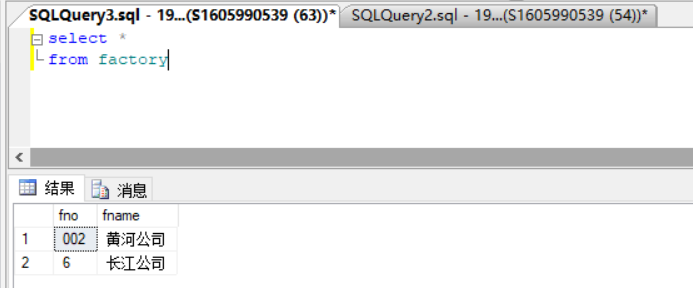 SQLQuery3.sql - 19...(S1605990539 (63))* SQLQuery2.sql - 19...(S1605990539 (54))*
select *
from factory
结果 消息
fno fname
1 002 黄河公司
2 6 长江公司